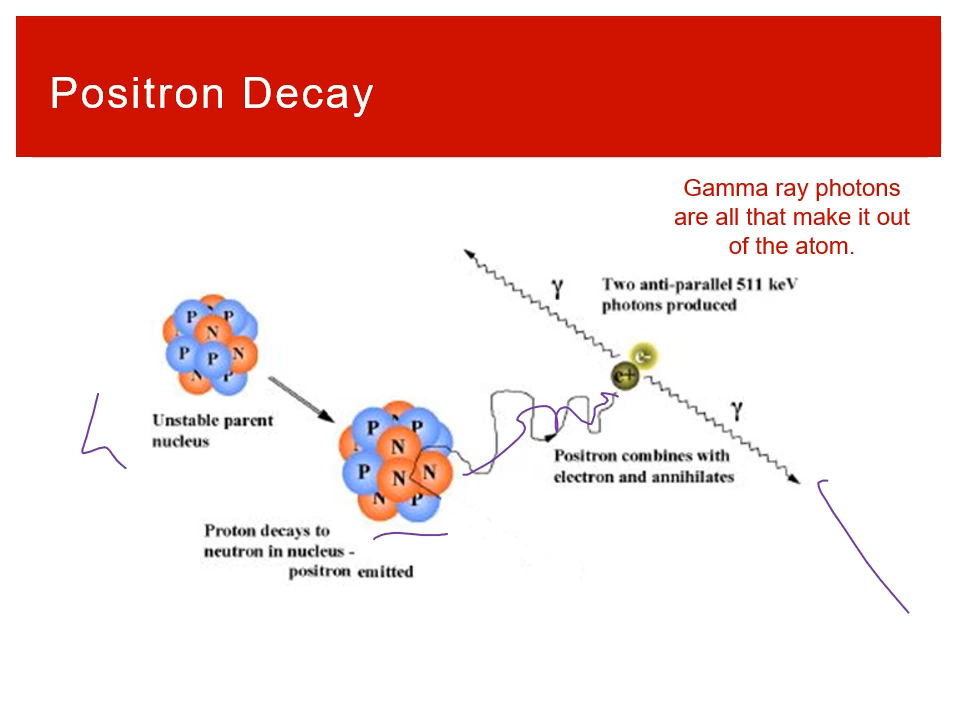 Positron Decay
Gamma ray photons
are all that make it out
of the atom.
γ
Two anti-parallel 511 keV
photons produced
P
P
N
P
P
N
N
P
e-
e+
Unstable parent
nucleus
P
P
N
P
N
N
N
P
γ
Positron combines with
electron and annihilates
Proton decays to
neutron in nucleus -
positron emitted